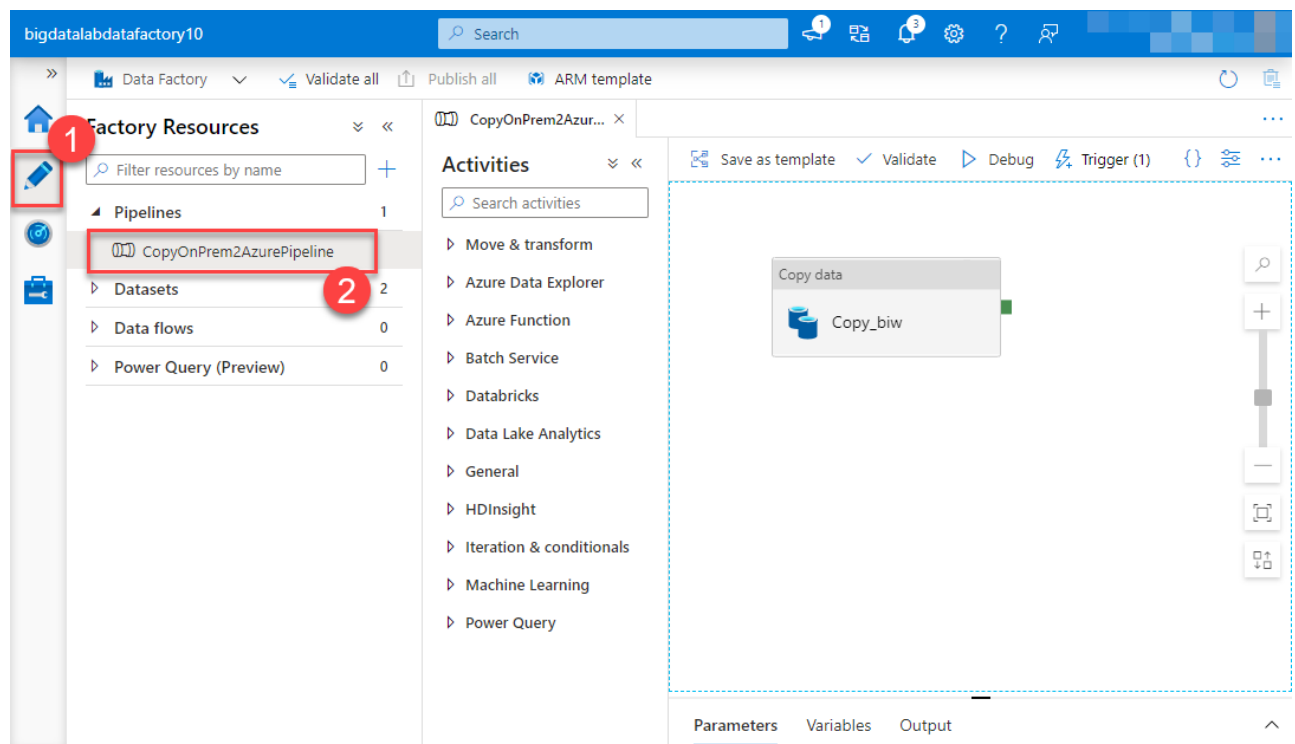 bigdatalabdatafactory10
Search
1
3
?
»
Data Factory
Validate all
Publish all
ARM template
1
Factory Resources
«
Filter resources by name
+
Pipelines 1
CopyOnPrem2AzurePipeline
2
Datasets 2
Data flows 0
Power Query (Preview) 0
CopyOnPrem2Azur... ×
...
Activities
«
Search activities
Move & transform
Azure Data Explorer
Azure Function
Batch Service
Databricks
Data Lake Analytics
General
HDInsight
Iteration & conditionals
Machine Learning
Power Query
Save as template
Validate
Debug
Trigger (1)
{}
...
Copy data
Copy_biw
Parameters Variables Output